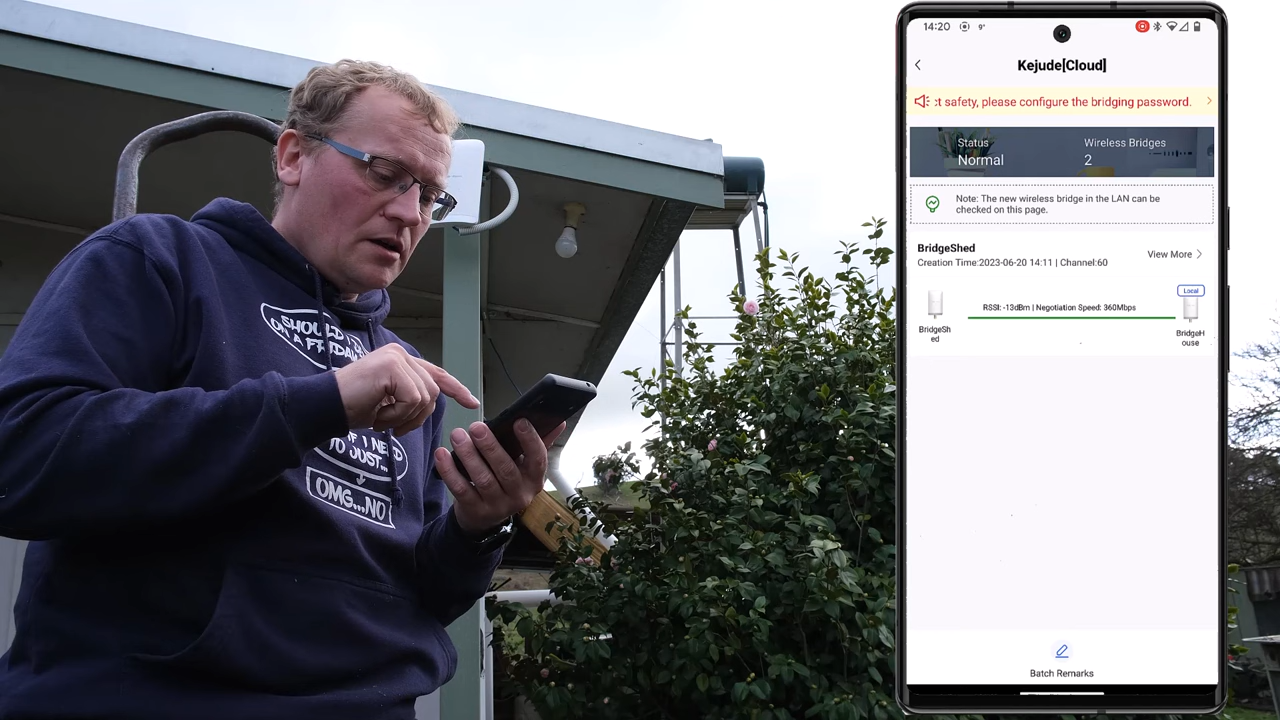 14:20
9°
Kejude[Cloud]
:t safety, please configure the bridging password.
Status
Normal
Wireless Bridges
2
Note: The new wireless bridge in the LAN can be
checked on this page.
BridgeShed
Creation Time:2023-06-20 14:11 | Channel:60
View More
Local
RSSI: -13dBm | Negotiation Speed: 360Mbps
BridgeSh
ed
BridgeH
ouse
Batch Remarks
SHOULD I
ON A FRIDA
IF I NEED
TO JUST...
OMG...NO